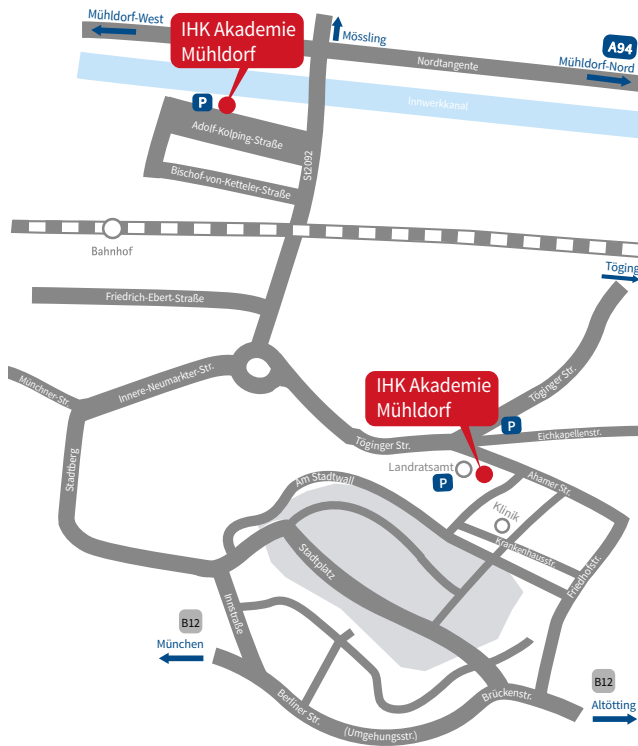 Mühldorf-West
IHK Akademie
Mühldorf
Mössling
A94
Nordtangente
Mühldorf-Nord
P
Innwerkkanal
Adolf-Kolping-Straße
St2092
Bischof-von-Ketteler-Straße
Bahnhof
Töging
Friedrich-Ebert-Straße
Innere-Neumarkter-Str.
Münchner-Str.
IHK Akademie
Mühldorf
Töginger Str.
P
Eichkapellenstr.
Töginger Str.
Landratsamt
P
Stadtberg
Am Stadtwall
Ahamer Str.
Klinik
Krankenhausstr.
Stadtplatz
Friedhofstr.
Innstraße
B12
München
B12
Altötting
Brückenstr.
Berliner Str.
(Umgehungsstr.)